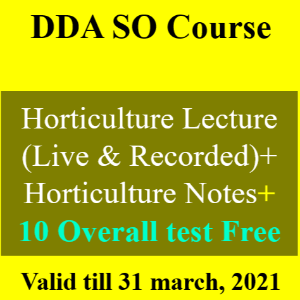 DDA SO Course
Horticulture Lecture
(Live & Recorded)+
Horticulture Notes+
10 Overall test Free
Valid till 31 march, 2021